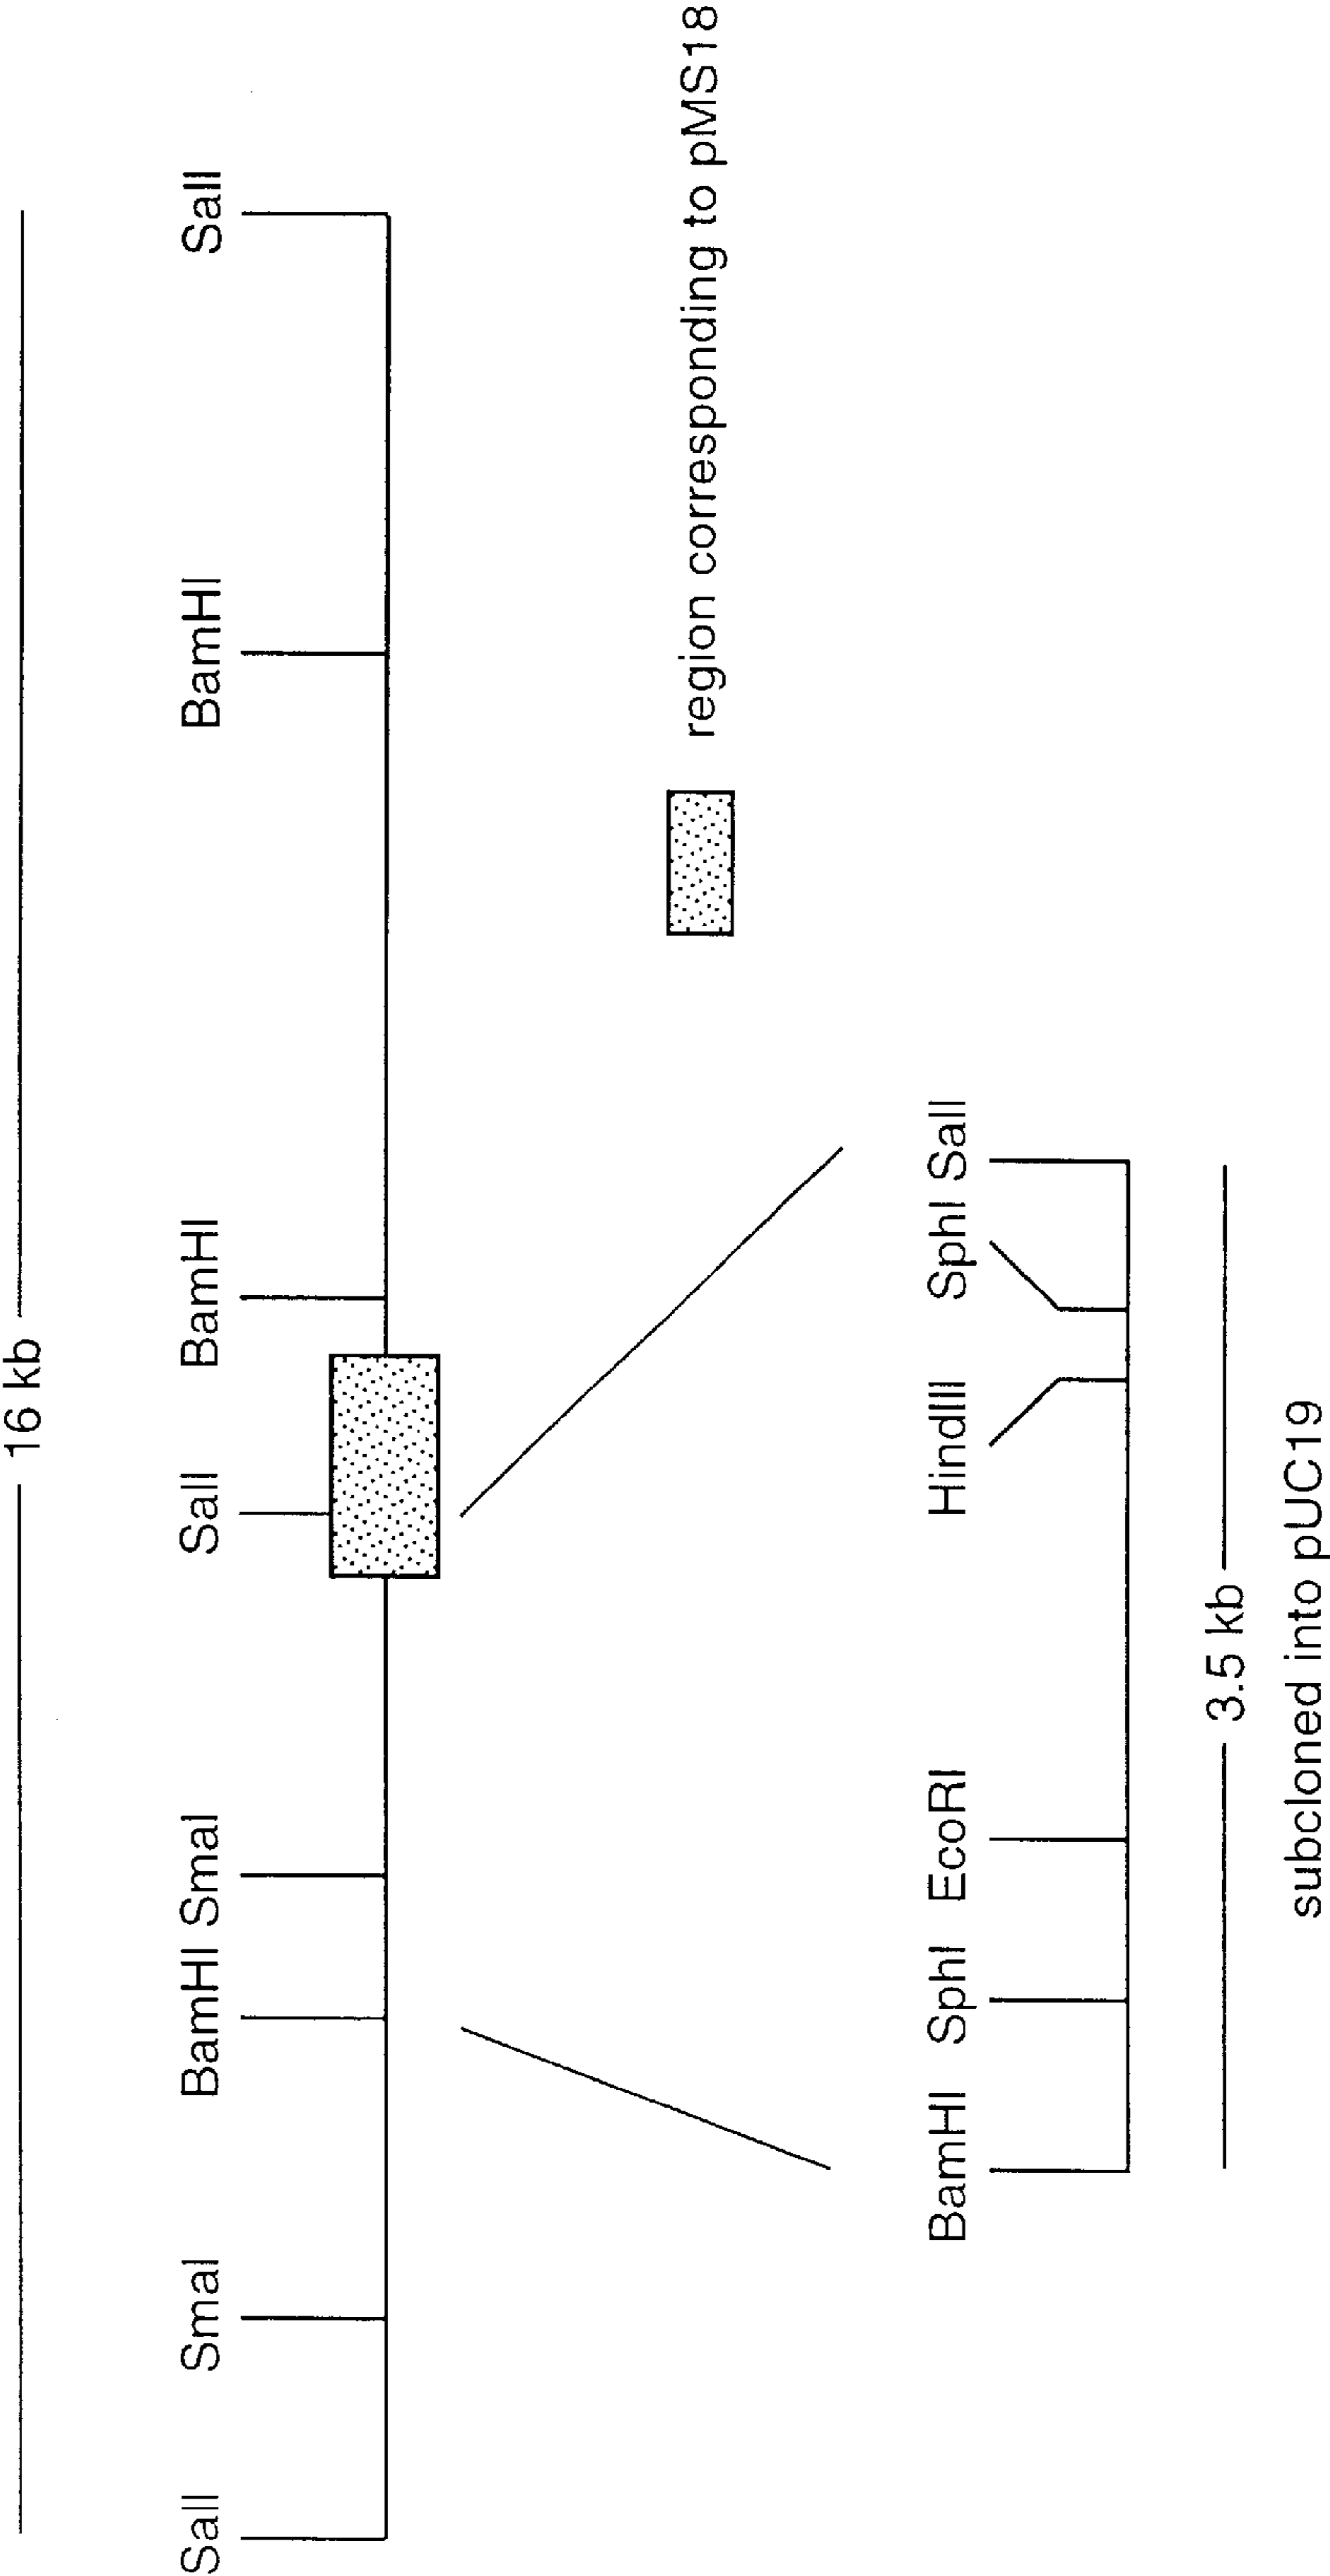 16 kb
SalI SmaI BamHI SmaI SalI BamHI BamHI SalI
region corresponding to pMS18
BamHI SphI EcoRI HindIII SphI SalI
3.5 kb
subcloned into pUC19